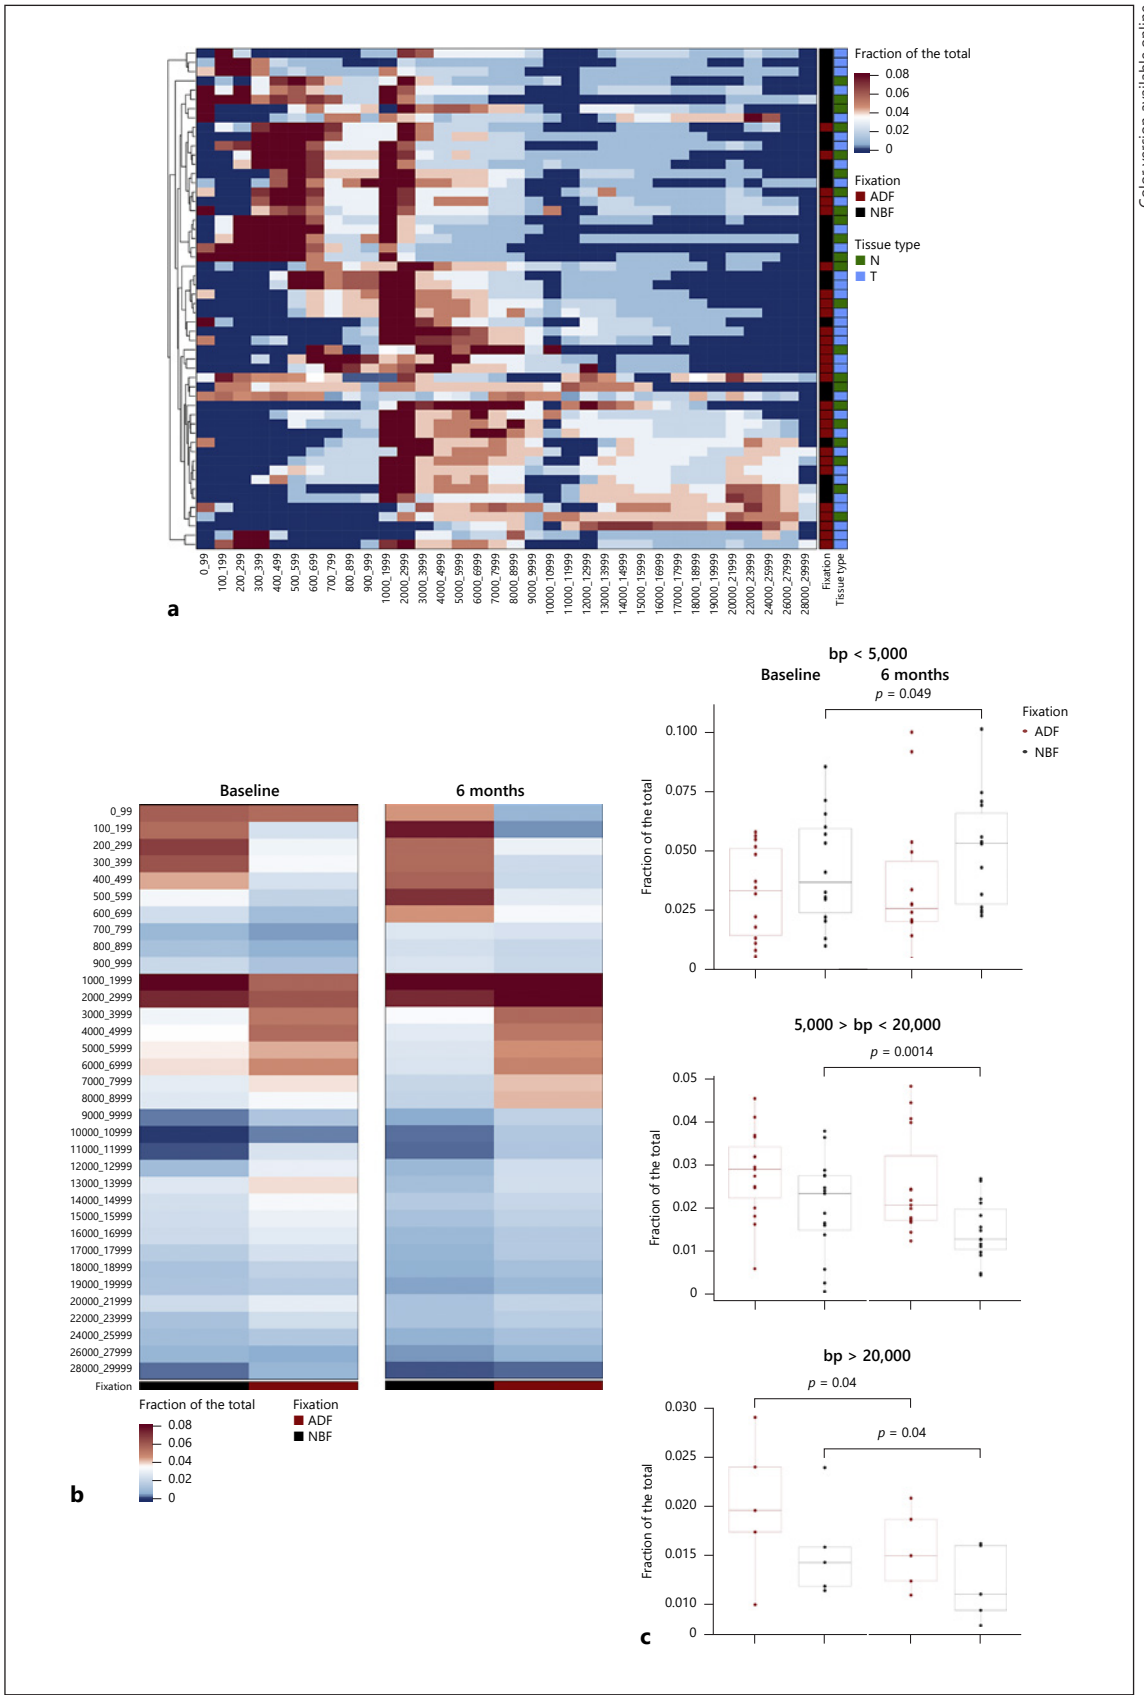 Color version available online
Fraction of the total
0.08
0.06
0.04
0.02
0
Fixation
ADF
NBF
Tissue type
N
T
0_99
100_199
200_299
300_399
400_499
500_599
600_699
700_799
800_899
900_999
1000_1999
2000_2999
3000_3999
4000_4999
5000_5999
6000_6999
7000_7999
8000_8999
9000_9999
10000_10999
11000_11999
12000_12999
13000_13999
14000_14999
15000_15999
16000_16999
17000_17999
18000_18999
19000_19999
20000_21999
22000_23999
24000_25999
26000_27999
28000_29999
Fixation
Tissue type
a
Baseline
6 months
0_99
100_199
200_299
300_399
400_499
500_599
600_699
700_799
800_899
900_999
1000_1999
2000_2999
3000_3999
4000_4999
5000_5999
6000_6999
7000_7999
8000_8999
9000_9999
10000_10999
11000_11999
12000_12999
13000_13999
14000_14999
15000_15999
16000_16999
17000_17999
18000_18999
19000_19999
20000_21999
22000_23999
24000_25999
26000_27999
28000_29999
Fixation
Fraction of the total
0.08
0.06
0.04
0.02
0
Fixation
ADF
NBF
b
bp < 5,000
Baseline 6 months
p = 0.049
Fixation
ADF
NBF
Fraction of the total
0.100
0.075
0.050
0.025
0
5,000 > bp < 20,000
p = 0.0014
Fraction of the total
0.05
0.04
0.03
0.02
0.01
0
bp > 20,000
p = 0.04
p = 0.04
Fraction of the total
0.030
0.025
0.020
0.015
0.010
0
c